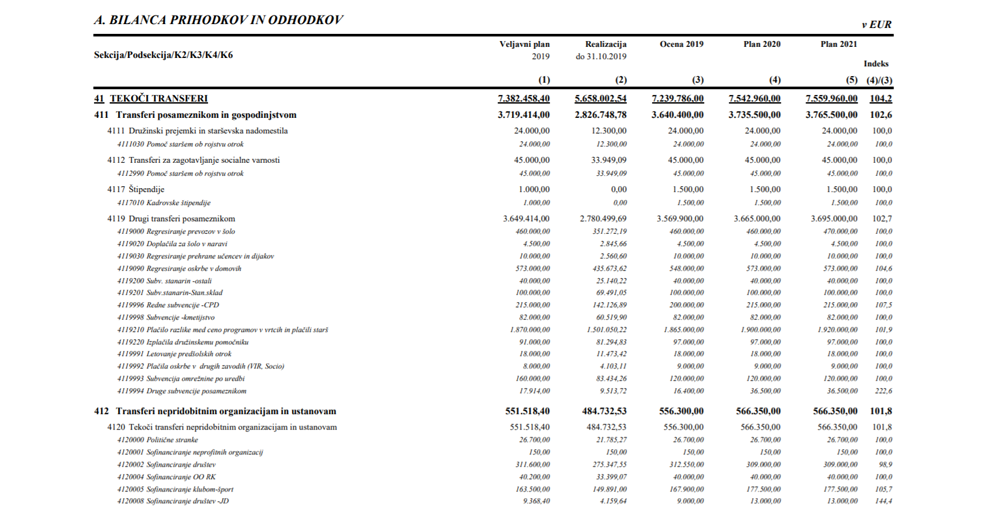 A. BILANCA PRIHODKOV IN ODHODKOV
v EUR
Sekcija/Podsekcija/K2/K3/K4/K6 Veljavni plan 2019 Realizacija do 31.10.2019 Ocena 2019 Plan 2020 Plan 2021 Indeks
(1) (2) (3) (4) (5) (4)/(3)
41 TEKOČI TRANSFERI 7.382.458,40 5.658.002,54 7.239.786,00 7.542.960,00 7.559.960,00 104,2
411 Transferi posameznikom in gospodinjstvom 3.719.414,00 2.826.748,78 3.640.400,00 3.735.500,00 3.765.500,00 102,6
4111 Družinski prejemki in starševska nadomestila 24.000,00 12.300,00 24.000,00 24.000,00 24.000,00 100,0
4111030 Pomoč staršem ob rojstvu otrok 24.000,00 12.300,00 24.000,00 24.000,00 24.000,00 100,0
4112 Transferi za zagotavljanje socialne varnosti 45.000,00 33.949,09 45.000,00 45.000,00 45.000,00 100,0
4112990 Pomoč staršem ob rojstvu otrok 45.000,00 33.949,09 45.000,00 45.000,00 45.000,00 100,0
4117 Štipendije 1.000,00 0,00 1.500,00 1.500,00 1.500,00 100,0
4117010 Kadrovske štipendije 1.000,00 0,00 1.500,00 1.500,00 1.500,00 100,0
4119 Drugi transferi posameznikom 3.649.414,00 2.780.499,69 3.569.900,00 3.665.000,00 3.695.000,00 102,7
4119000 Regresiranje prevozov v šolo 460.000,00 351.272,19 460.000,00 460.000,00 470.000,00 100,0
4119020 Doplačila za šolo v naravi 4.500,00 2.845,66 4.500,00 4.500,00 4.500,00 100,0
4119030 Regresiranje prehrane učencev in dijakov 10.000,00 2.560,60 10.000,00 10.000,00 10.000,00 100,0
4119090 Regresiranje oskrbe v domovih 573.000,00 435.673,62 548.000,00 573.000,00 573.000,00 104,6
4119200 Subv. stanarin -ostali 40.000,00 25.140,22 40.000,00 40.000,00 40.000,00 100,0
4119201 Subv.stanarin-Stan.sklad 100.000,00 69.491,05 100.000,00 100.000,00 100.000,00 100,0
4119996 Redne subvencije -CPD 215.000,00 142.126,89 200.000,00 215.000,00 215.000,00 107,5
4119998 Subvencije -kmetijstvo 82.000,00 60.519,90 82.000,00 82.000,00 82.000,00 100,0
4119210 Plačilo razlike med ceno programov v vrtcih in plačili starš 1.870.000,00 1.501.050,22 1.865.000,00 1.900.000,00 1.920.000,00 101,9
4119220 Izplačila družinskemu pomočniku 91.000,00 81.294,83 97.000,00 97.000,00 97.000,00 100,0
4119991 Letovanje predšolskih otrok 18.000,00 11.473,42 18.000,00 18.000,00 18.000,00 100,0
4119992 Plačila oskrbe v drugih zavodih (VIR, Socio) 8.000,00 4.103,11 9.000,00 9.000,00 9.000,00 100,0
4119993 Subvencija omrežnine po uredbi 160.000,00 83.434,26 120.000,00 120.000,00 120.000,00 100,0
4119994 Druge subvencije posameznikom 17.914,00 9.513,72 16.400,00 36.500,00 36.500,00 222,6
412 Transferi nepridobitnim organizacijam in ustanovam 551.518,40 484.732,53 556.300,00 566.350,00 566.350,00 101,8
4120 Tekoči transferi nepridobitnim organizacijam in ustanovam 551.518,40 484.732,53 556.300,00 566.350,00 566.350,00 101,8
4120000 Politične stranke 26.700,00 21.785,27 26.700,00 26.700,00 26.700,00 100,0
4120001 Sofinanciranje neprofitnih organizacij 150,00 150,00 150,00 150,00 150,00 100,0
4120002 Sofinanciranje društev 311.600,00 275.347,55 312.550,00 309.000,00 309.000,00 98,9
4120004 Sofinanciranje OO RK 40.200,00 33.399,07 40.000,00 40.000,00 40.000,00 100,0
4120005 Sofinanciranje klubom-šport 163.500,00 149.891,00 167.900,00 177.500,00 177.500,00 105,7
4120008 Sofinanciranje društev -JD 9.368,40 4.159,64 9.000,00 13.000,00 13.000,00 144,4